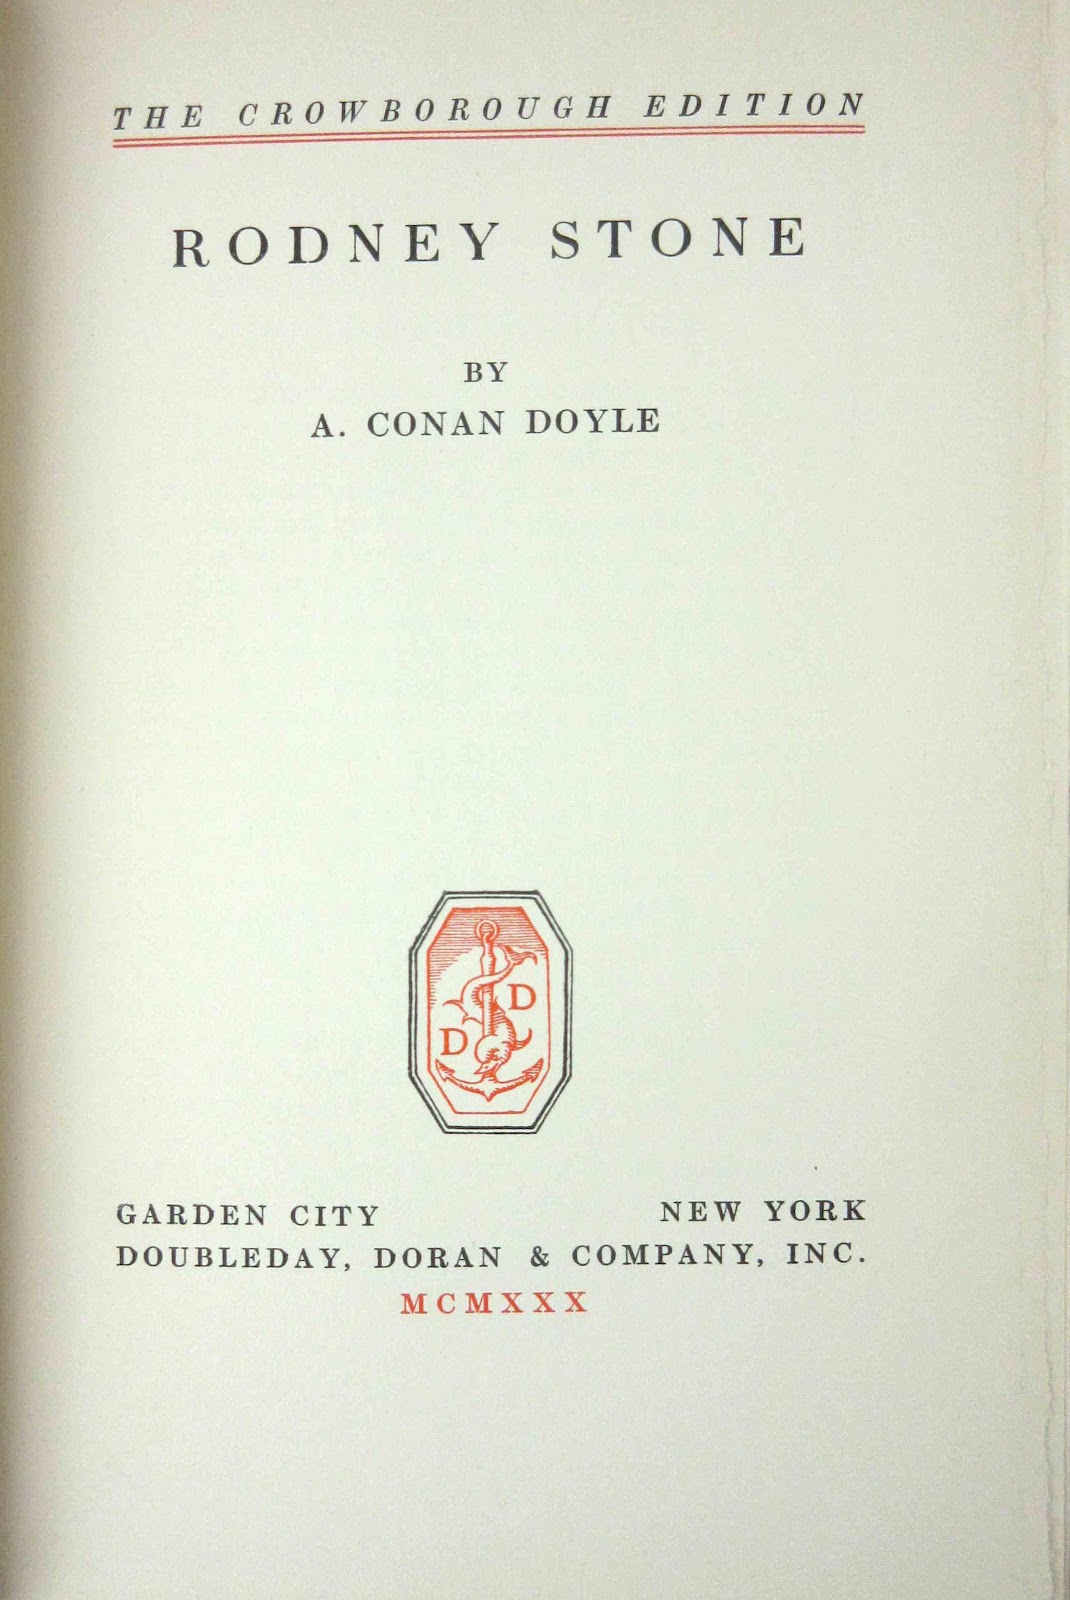 THE CROWBOROUGH EDITION
RODNEY STONE
BY
A. CONAN DOYLE
D
D
GARDEN CITY NEW YORK
DOUBLEDAY, DORAN & COMPANY, INC.
MCMXXX